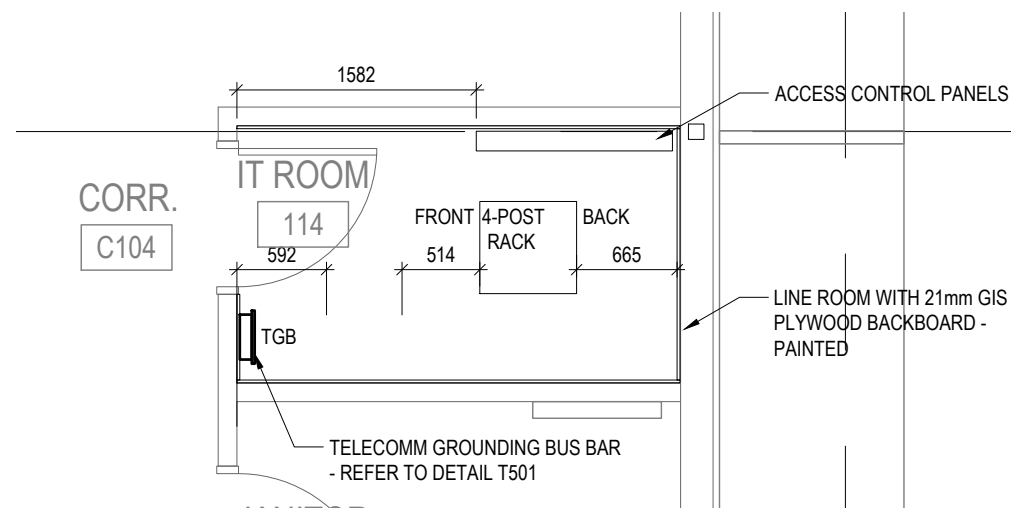 1582
ACCESS CONTROL PANELS
IT ROOM
114
CORR.
C104
FRONT
4-POST
RACK
BACK
592
514
665
LINE ROOM WITH 21mm GIS
PLYWOOD BACKBOARD -
PAINTED
TGB
TELECOMM GROUNDING BUS BAR
- REFER TO DETAIL T501